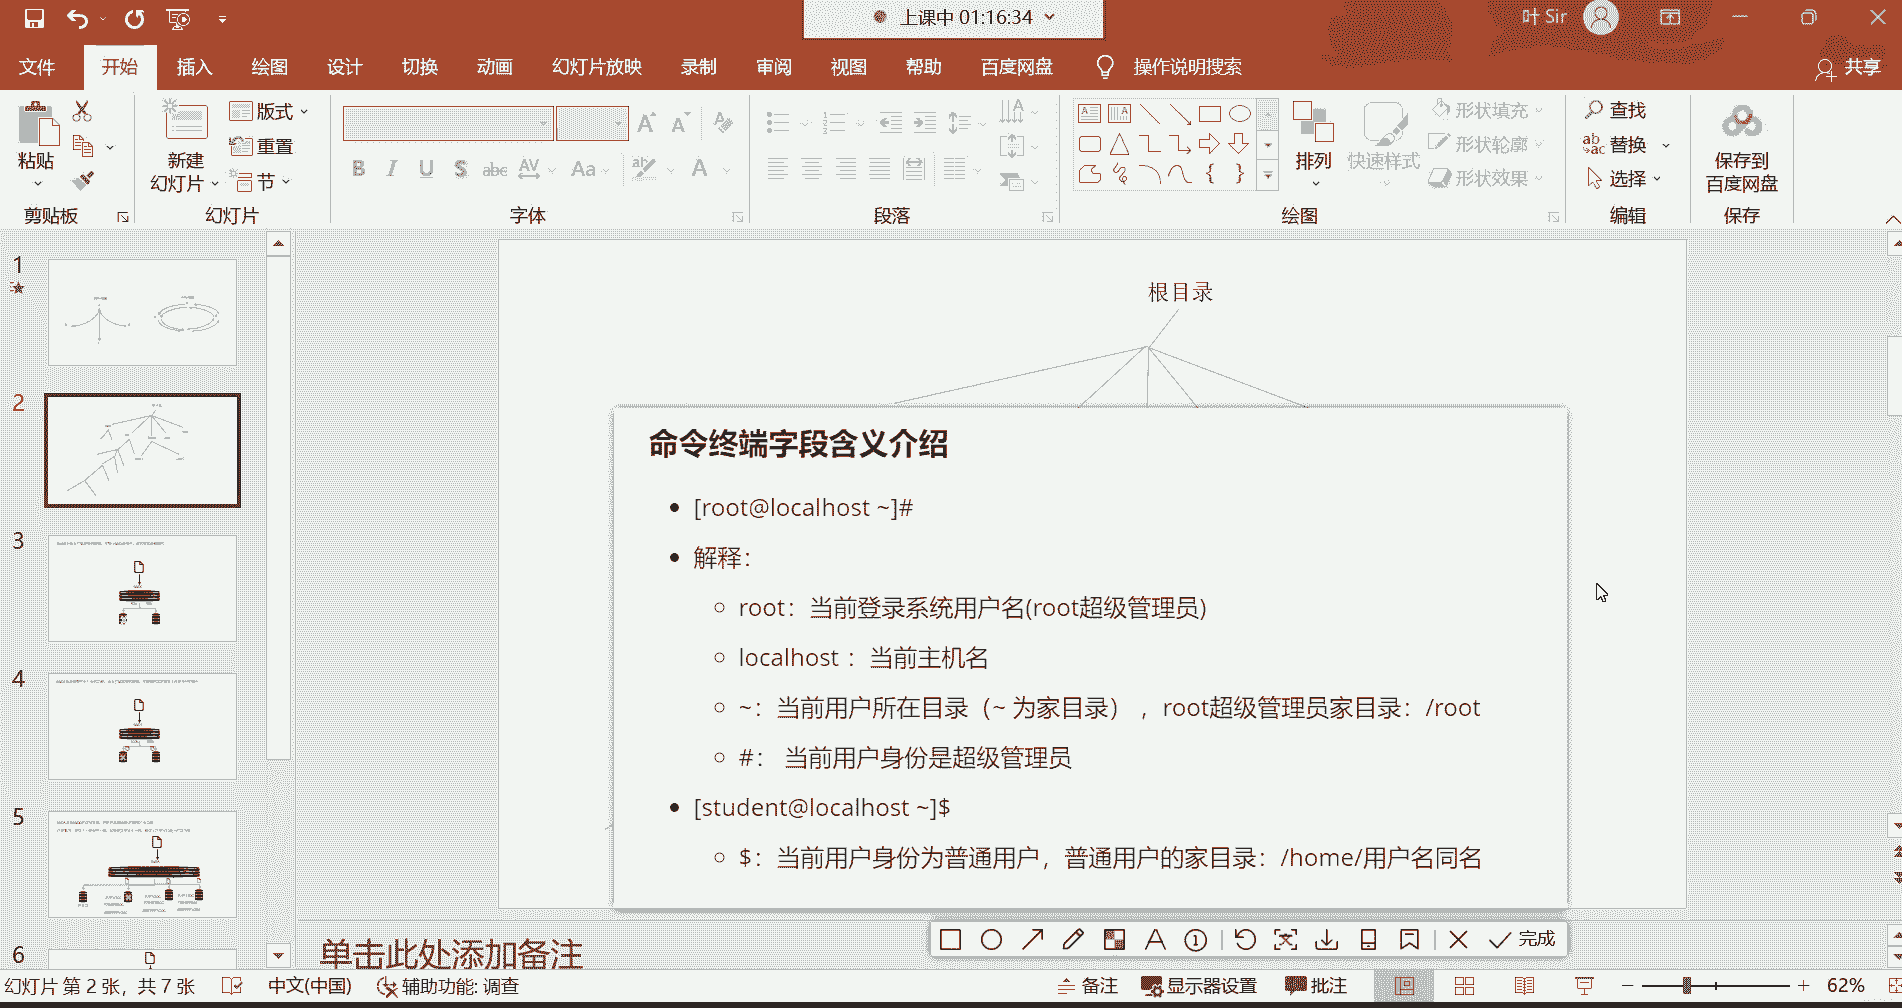 上课中 01:16:34
叶 Sir
文件 开始 插入 绘图 设计 切换 动画 幻灯片放映 录制 审阅 视图 帮助 百度网盘 操作说明搜索 共享
粘贴
剪贴板
新建
幻灯片
版式
重置
节
幻灯片
字体
段落
排列
快速样式
形状填充
形状轮廓
形状效果
绘图
查找
替换
选择
编辑
保存到
百度网盘
保存
1
2
3
4
5
6
根目录
命令终端字段含义介绍
[root@localhost ~]#
解释：
root：当前登录系统用户名(root超级管理员)
localhost ：当前主机名
~：当前用户所在目录（~ 为家目录），root超级管理员家目录：/root
#： 当前用户身份是超级管理员
[student@localhost ~]$
$：当前用户身份为普通用户，普通用户的家目录：/home/用户名同名
完成
单击此处添加备注
幻灯片 第 2 张，共 7 张 中文(中国) 辅助功能: 调查 备注 显示器设置 批注 62%